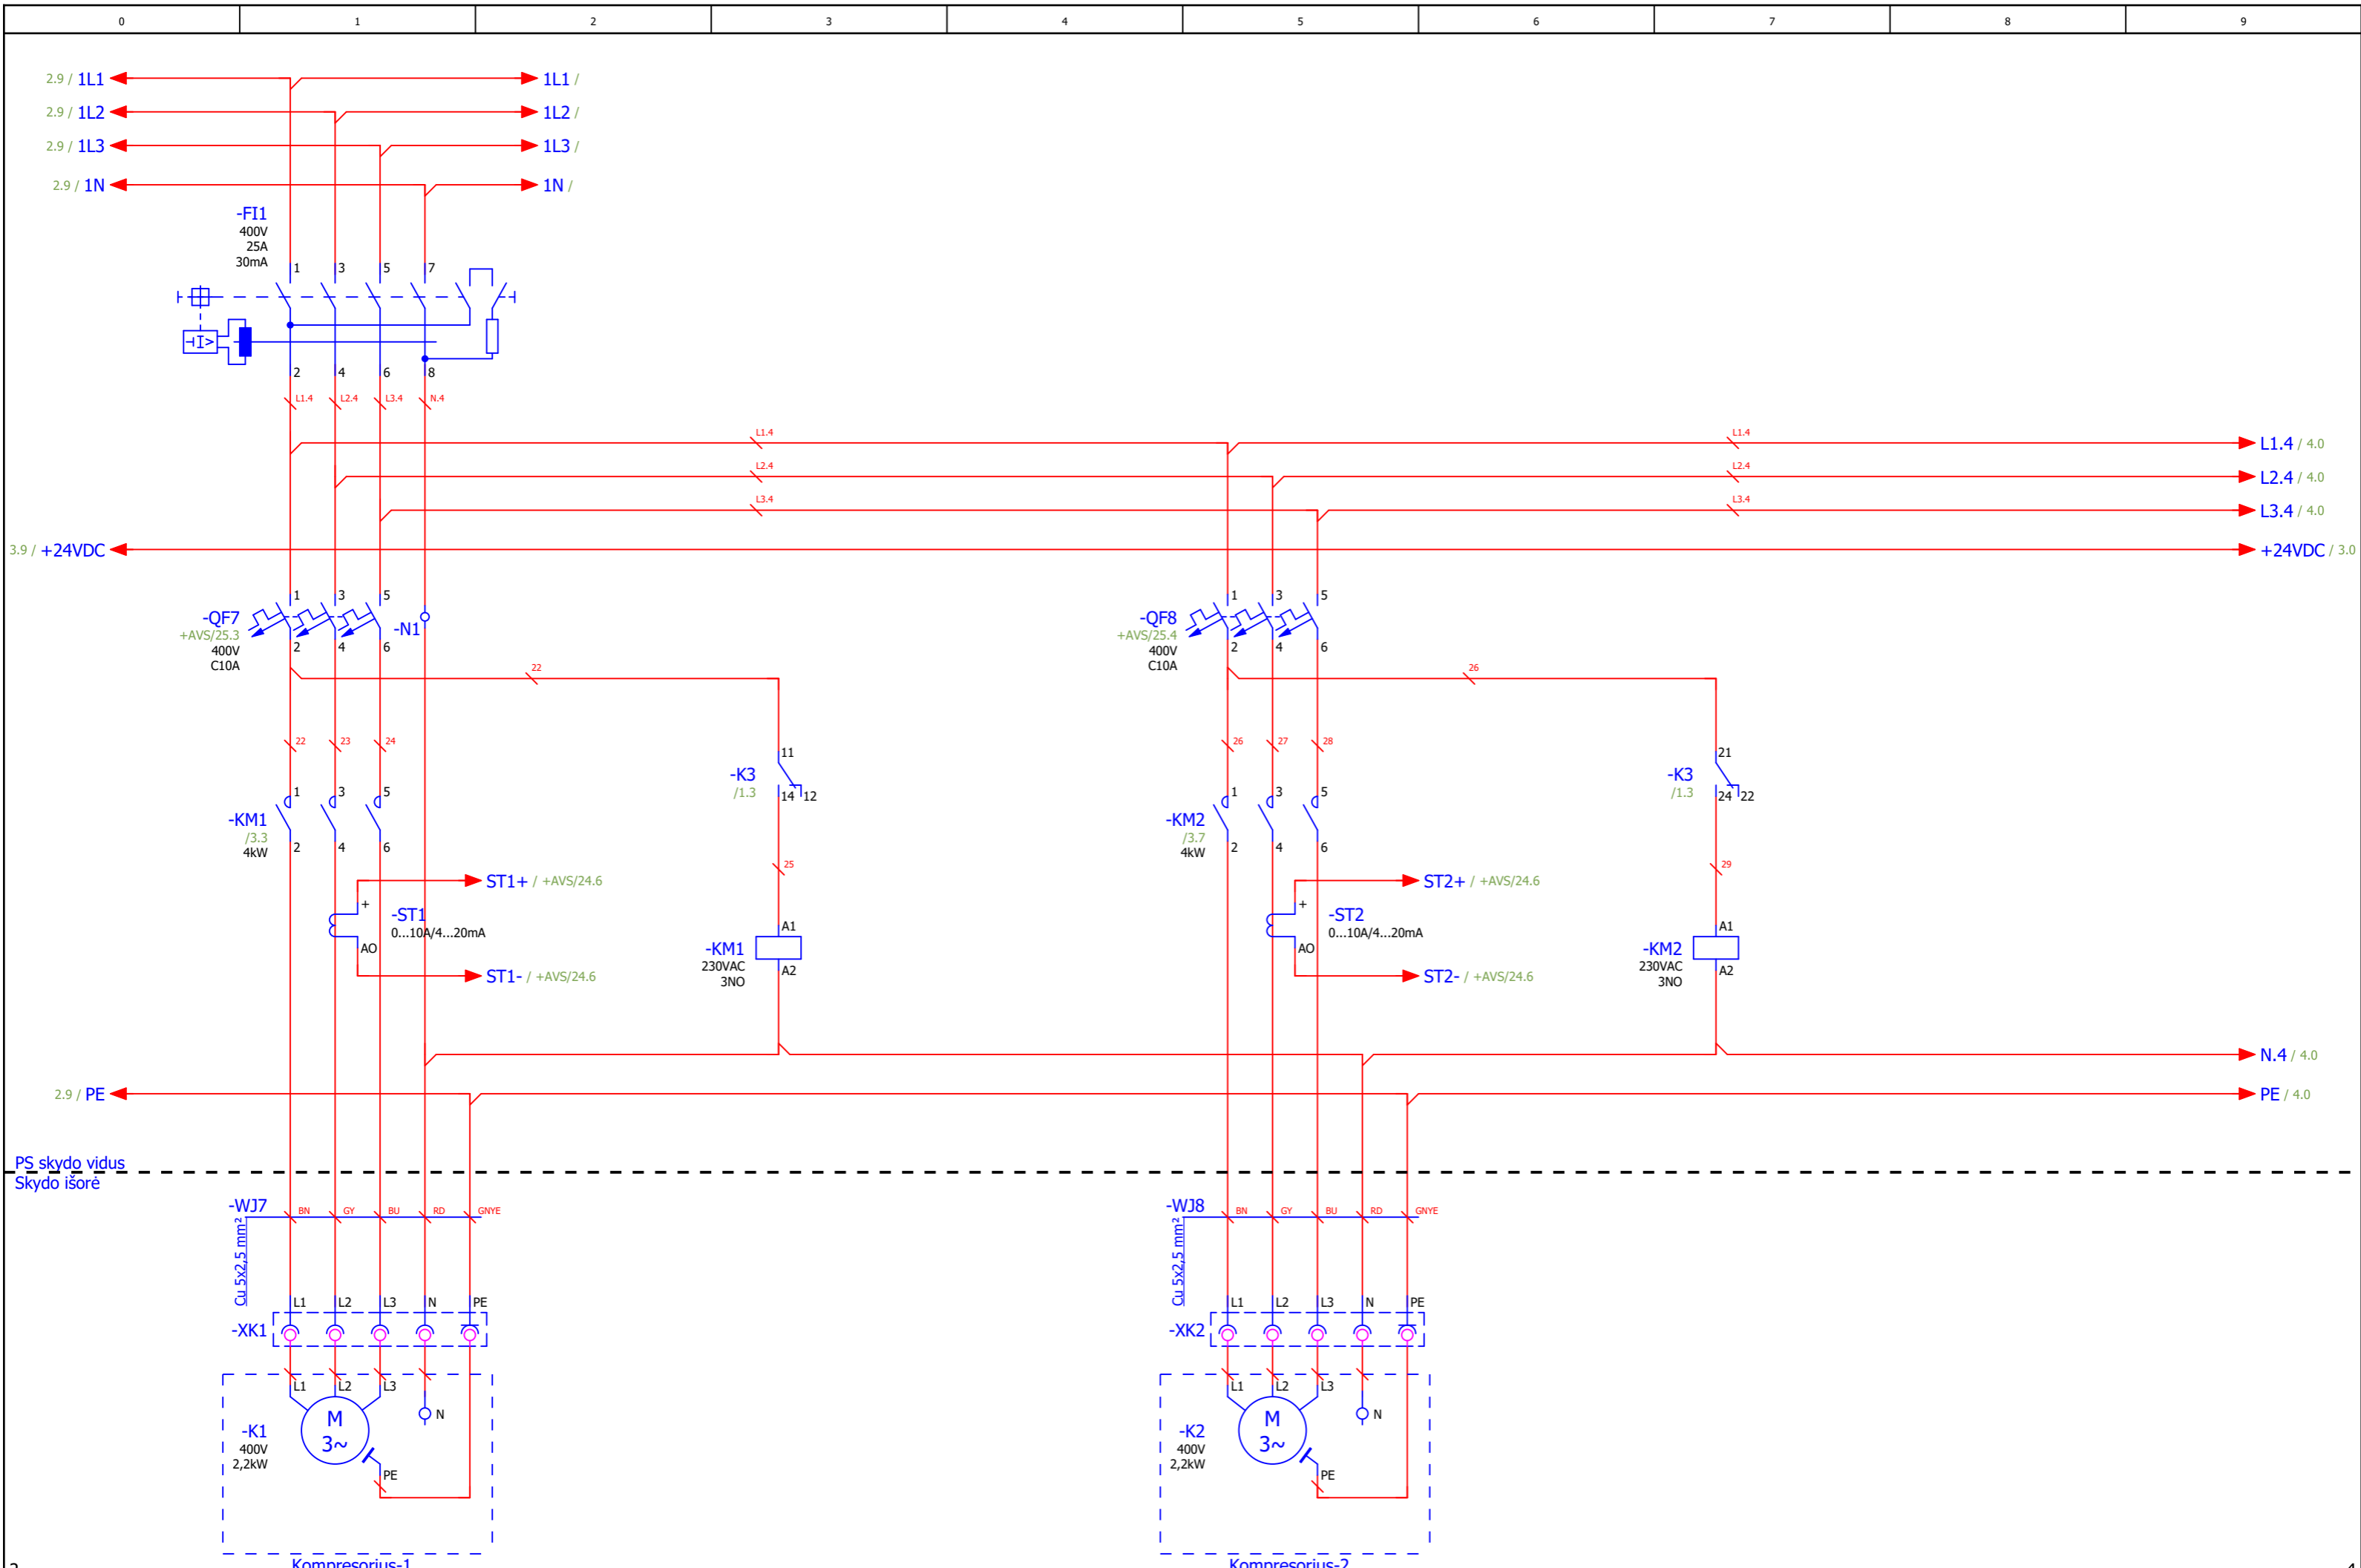 0 1 2 3 4 5 6 7 8 9
2.9 / 1L1 1L1 /
2.9 / 1L2 1L2 /
2.9 / 1L3 1L3 /
2.9 / 1N 1N /
-FI1
400V
25A
30mA
1 3 5 7
I>
2 4 6 8
L1.4 L2.4 L3.4 N.4
L1.4 L1.4 L1.4 / 4.0
L2.4 L2.4 L2.4 / 4.0
L3.4 L3.4 L3.4 / 4.0
3.9 / +24VDC +24VDC / 3.0
1 3 5
-QF7
+AVS/25.3
400V
C10A
2 4 6
-N1
1 3 5
-QF8
+AVS/25.4
400V
C10A
2 4 6
22 26
22 23 24
26 27 28
11
-K3
/1.3
14 12
21
-K3
/1.3
24 22
1 3 5
-KM1
/3.3
4kW
2 4 6
1 3 5
-KM2
/3.7
4kW
2 4 6
25 29
ST1+ / +AVS/24.6
+
-ST1
0...10A/4...20mA
AO
ST1- / +AVS/24.6
A1
-KM1
230VAC
3NO
A2
ST2+ / +AVS/24.6
+
-ST2
0...10A/4...20mA
AO
ST2- / +AVS/24.6
A1
-KM2
230VAC
3NO
A2
N.4 / 4.0
2.9 / PE PE / 4.0
PS skydo vidus
Skydo išorė
-WJ7 BN GY BU RD GNYE
Cu 5x2,5 mm²
-WJ8 BN GY BU RD GNYE
Cu 5x2,5 mm²
L1 L2 L3 N PE
-XK1
L1 L2 L3 N PE
-XK2
L1 L2 L3
M
3~
N
-K1
400V
2,2kW
PE
L1 L2 L3
M
3~
N
-K2
400V
2,2kW
PE
Kompresorius-1
Kompresorius-2